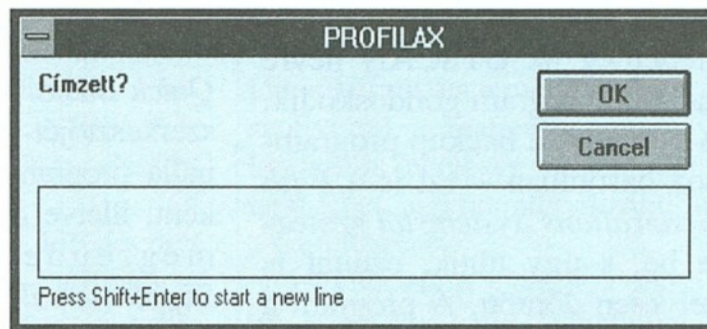 PROFILAX
Címzett?
OK
Cancel
Press Shift+Enter to start a new line